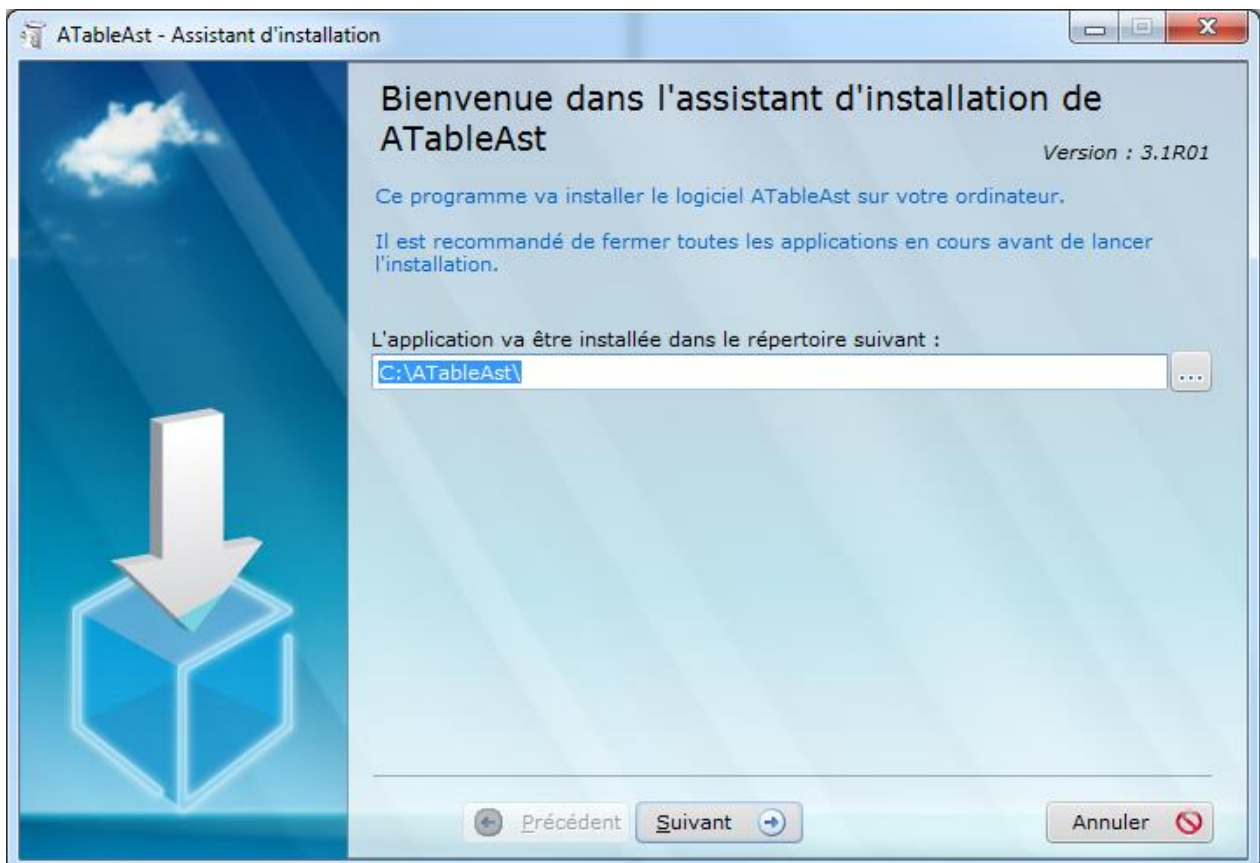 ATableAst - Assistant d'installation
Bienvenue dans l'assistant d'installation de
ATableAst
Version : 3.1R01
Ce programme va installer le logiciel ATableAst sur votre ordinateur.
Il est recommandé de fermer toutes les applications en cours avant de lancer
l'installation.
L'application va être installée dans le répertoire suivant :
C:\ATableAst\
...
Précédent
Suivant
Annuler